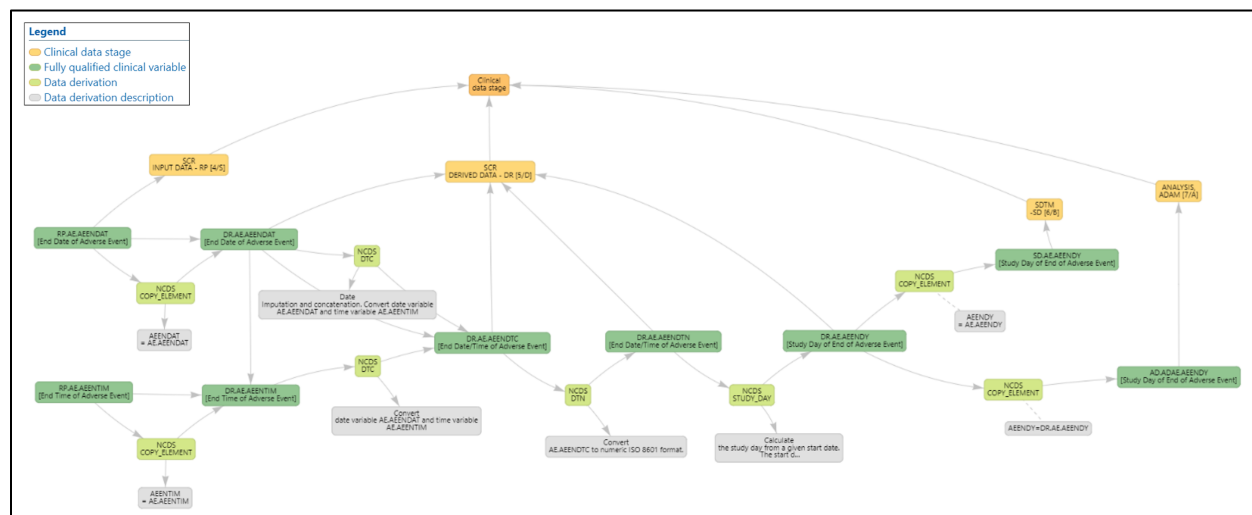 Legend
Clinical data stage
Fully qualified clinical variable
Data derivation
Data derivation description
Clinical
data stage
SCR
INPUT DATA - RP [4/S]
SCR
DERIVED DATA - DR [5/D]
ANALYSIS,
ADAM [7/A]
SDTM
-SD [6/B]
RP.AE.AEENDAT
[End Date of Adverse Event]
DR.AE.AEENDAT
[End Date of Adverse Event]
NCDS
DTC
SD.AE.AEENDY
[Study Day of End of Adverse Event]
NCDS
COPY_ELEMENT
NCDS
COPY_ELEMENT
Date
Imputation and concatenation. Convert date variable
AE.AEENDAT and time variable AE.AEENTIM
AEENDY
= AE.AEENDY
AEENDAT
= AE.AEENDAT
DR.AE.AEENDTC
[End Date/Time of Adverse Event]
DR.AE.AEENDTN
[End Date/Time of Adverse Event]
DR.AE.AEENDY
[Study Day of End of Adverse Event]
NCDS
DTC
AD.ADAE.AEENDY
[Study Day of End of Adverse Event]
RP.AE.AEENTIM
[End Time of Adverse Event]
DR.AE.AEENTIM
[End Time of Adverse Event]
NCDS
DTN
NCDS
STUDY_DAY
NCDS
COPY_ELEMENT
Convert
date variable AE.AEENDAT and time variable
AE.AEENTIM
AEENDY=DR.AE.AEENDY
NCDS
COPY_ELEMENT
Convert
AE.AEENDTC to numeric ISO 8601 format.
Calculate
the study day from a given start date.
The start d...
AEENTIM
= AE.AEENTIM